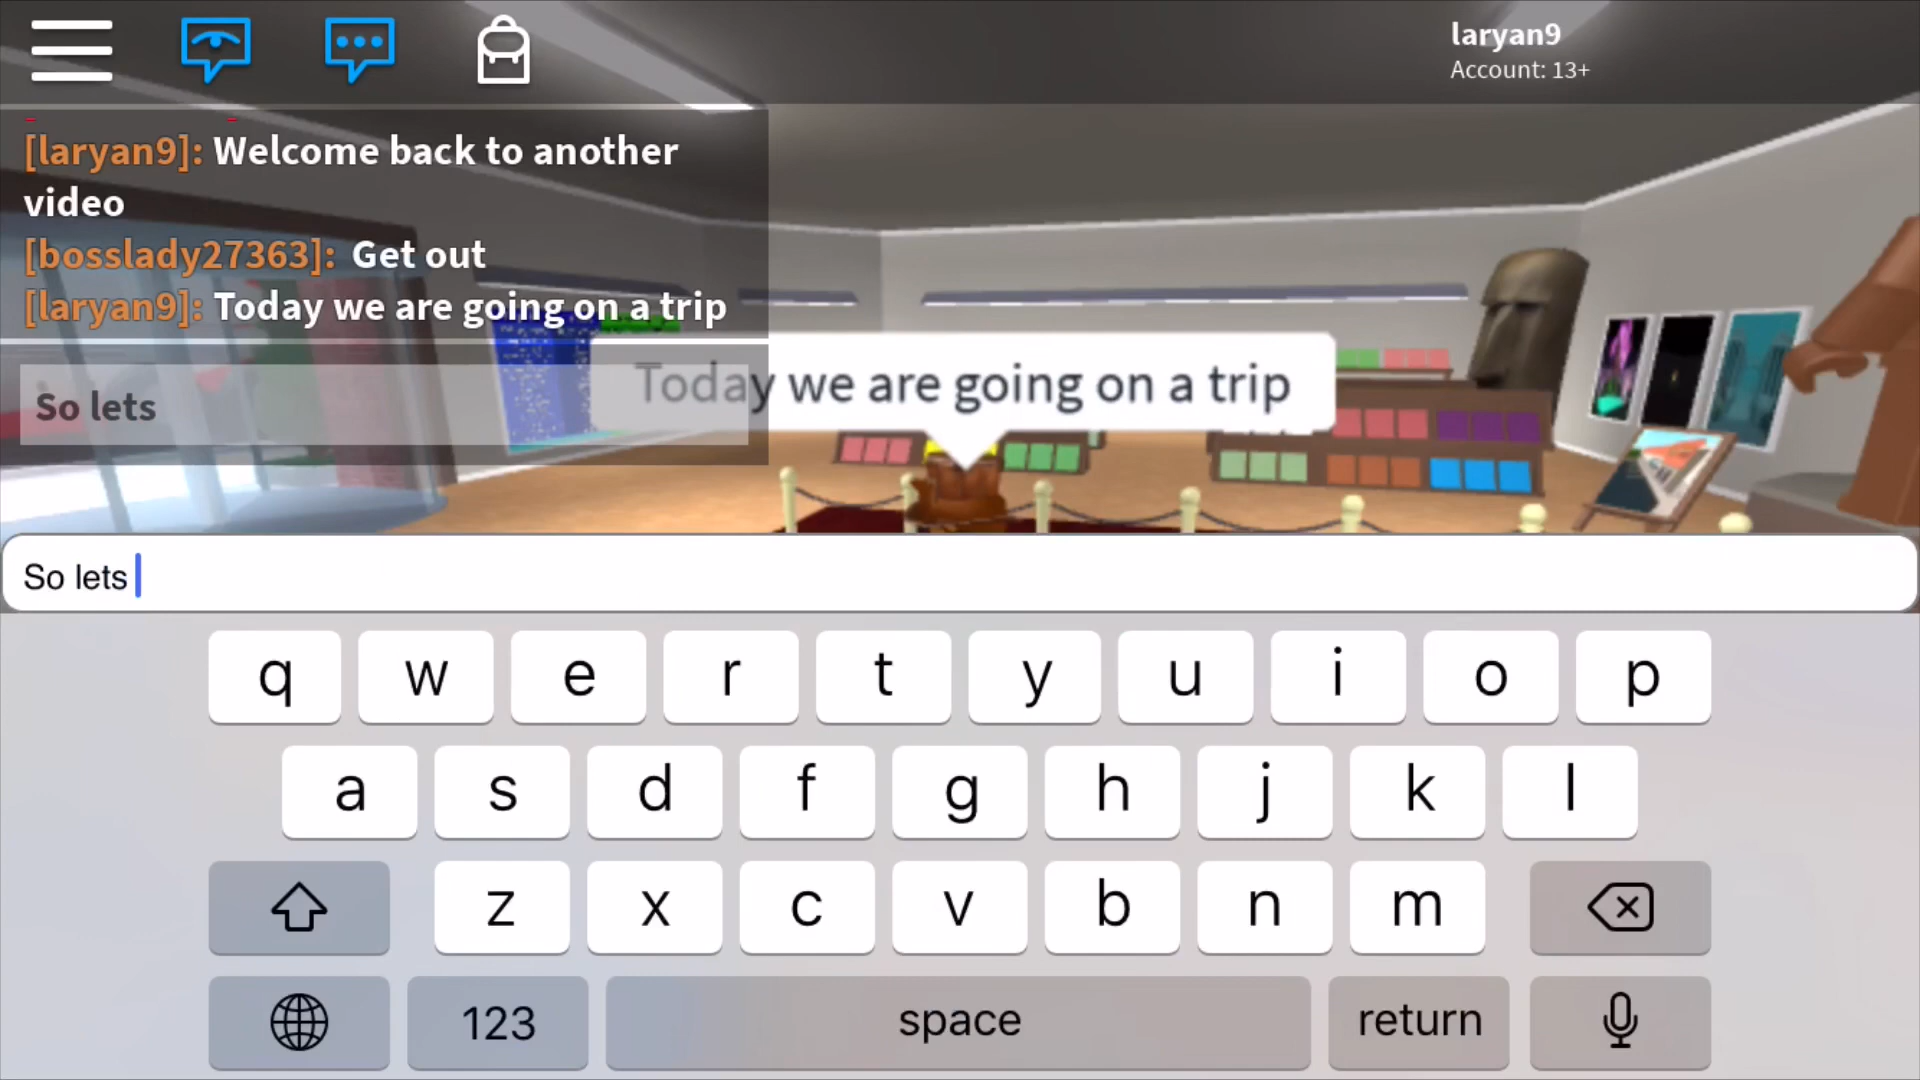 laryan9
Account: 13+
[laryan9]: Welcome back to another
video
[bosslady27363]: Get out
[laryan9]: Today we are going on a trip
So lets
Today we are going on a trip
So lets
q w e r t y u i o p
a s d f g h j k l
z x c v b n m
123 space return